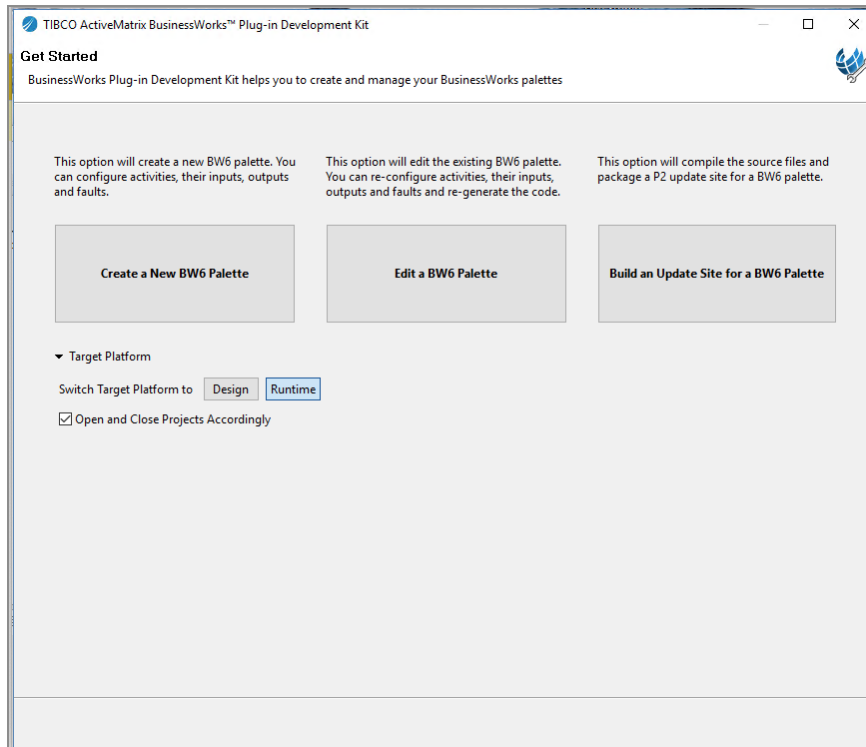 TIBCO ActiveMatrix BusinessWorks™ Plug-in Development Kit
Get Started
BusinessWorks Plug-in Development Kit helps you to create and manage your BusinessWorks palettes
This option will create a new BW6 palette. You
can configure activities, their inputs, outputs
and faults.
This option will edit the existing BW6 palette.
You can re-configure activities, their inputs,
outputs and faults and re-generate the code.
This option will compile the source files and
package a P2 update site for a BW6 palette.
Create a New BW6 Palette
Edit a BW6 Palette
Build an Update Site for a BW6 Palette
Target Platform
Switch Target Platform to Design Runtime
Open and Close Projects Accordingly